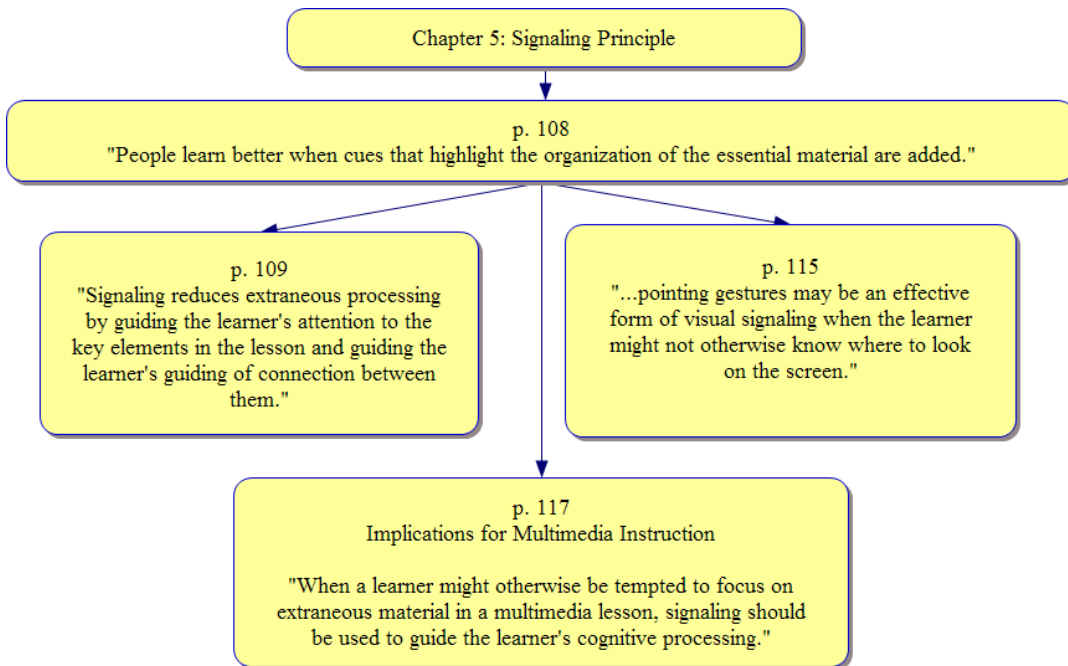 Chapter 5: Signaling Principle
p. 108
"People learn better when cues that highlight the organization of the essential material are added."
p. 109
"Signaling reduces extraneous processing
by guiding the learner's attention to the
key elements in the lesson and guiding the
learner's guiding of connection between
them."
p. 115
"...pointing gestures may be an effective
form of visual signaling when the learner
might not otherwise know where to look
on the screen."
p. 117
Implications for Multimedia Instruction
"When a learner might otherwise be tempted to focus on
extraneous material in a multimedia lesson, signaling should
be used to guide the learner's cognitive processing."